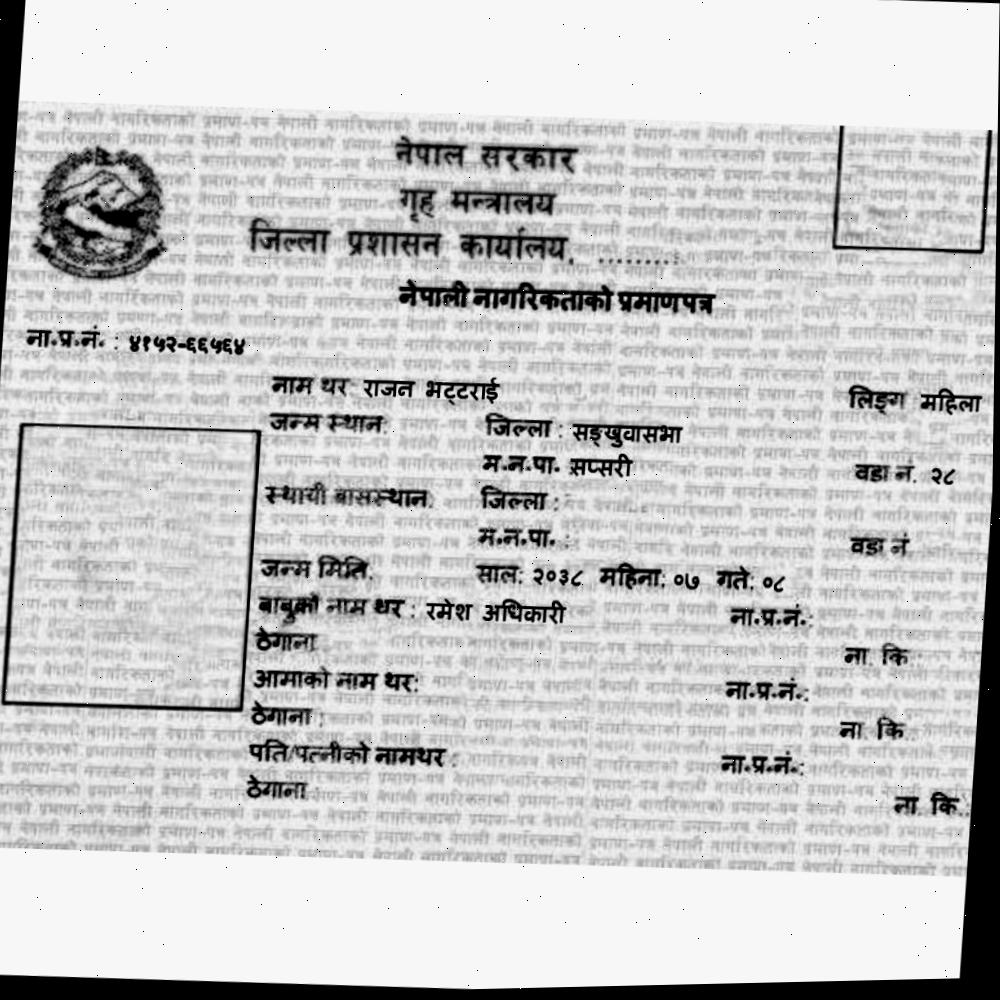 नेपाल सरकार
गृह मन्त्रालय
जिल्ला प्रशासन कार्यालय, .........
नेपाली नागरिकताको प्रमाणपत्र
ना.प्र.नं. : ४१५२-६६५६४
नाम थर: राजन भट्टराई लिङ्ग महिला
जन्म स्थान: जिल्ला : सङ्खुवासभा
म.न.पा. सप्सरी वडा नं. २८
स्थायी बासस्थान: जिल्ला :
म.न.पा. : वडा नं.
जन्म मिति: साल: २०३८ महिना: ०७ गते: ०८
बाबुको नाम थर : रमेश अधिकारी ना.प्र.नं.:
ठेगाना ना. कि.:
आमाको नाम थर: ना.प्र.नं.:
ठेगाना : ना. कि.
पति/पत्नीको नामथर : ना.प्र.नं.:
ठेगाना ना. कि.: